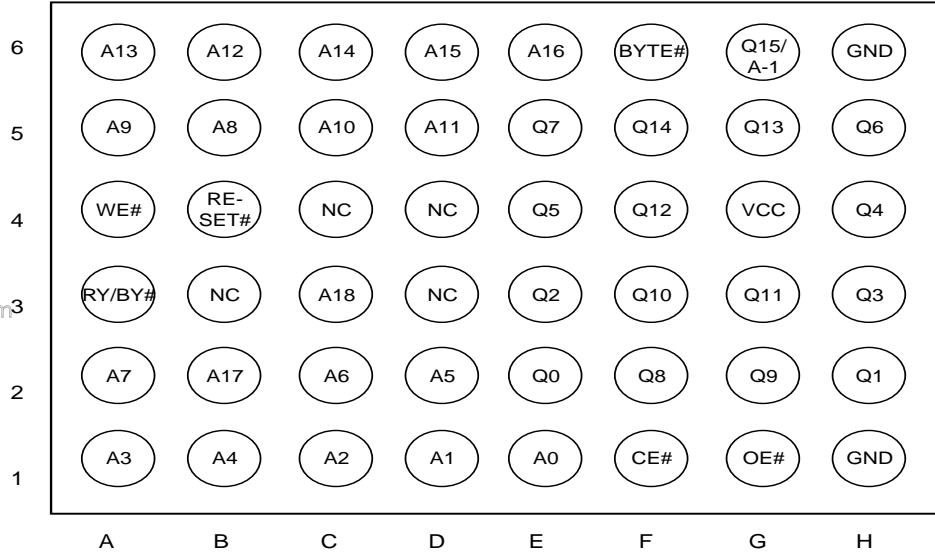 6 A13 A12 A14 A15 A16 BYTE# Q15/ A-1 GND
5 A9 A8 A10 A11 Q7 Q14 Q13 Q6
4 WE# RE- SET# NC NC Q5 Q12 VCC Q4
3 RY/BY# NC A18 NC Q2 Q10 Q11 Q3
2 A7 A17 A6 A5 Q0 Q8 Q9 Q1
1 A3 A4 A2 A1 A0 CE# OE# GND
A B C D E F G H